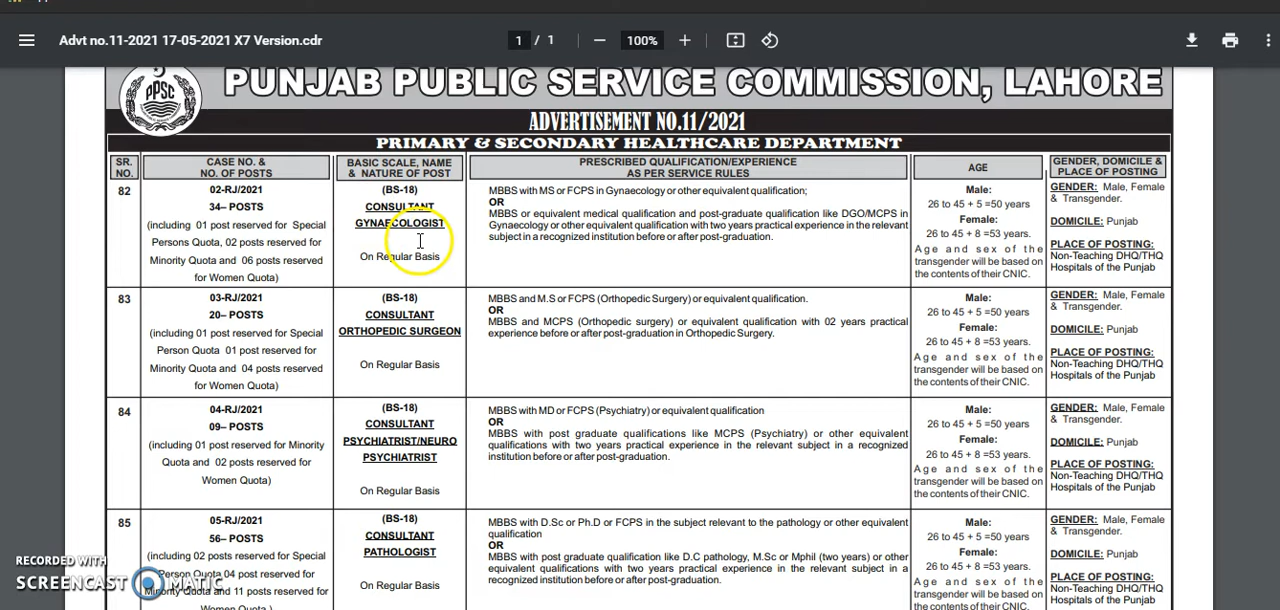 Advt no.11-2021 17-05-2021 X7 Version.cdr
1 / 1
100%
PPSC
PUNJAB PUBLIC SERVICE COMMISSION, LAHORE
ADVERTISEMENT NO.11/2021
PRIMARY & SECONDARY HEALTHCARE DEPARTMENT
SR.
NO.
CASE NO. &
NO. OF POSTS
BASIC SCALE, NAME
& NATURE OF POST
PRESCRIBED QUALIFICATION/EXPERIENCE
AS PER SERVICE RULES
AGE
GENDER, DOMICILE &
PLACE OF POSTING
82
02-RJ/2021
34– POSTS
(including 01 post for Special
Persons Quota, 02 posts reserved for
Minority Quota and 06 posts reserved
for Women Quota)
(BS-18)
CONSULTANT
GYNAECOLOGIST
On Regular Basis
MBBS with MS or FCPS in Gynaecology or other equivalent qualification;
OR
MBBS or equivalent medical qualification and post-graduate qualification like DGO/MCPS in
Gynaecology or other equivalent qualification with two years practical experience in the relevant
subject in a recognized institution before or after post-graduation.
Male:
26 to 45 + 5 =50 years
Female:
26 to 45 + 8 =53 years.
Age and sex of the
transgender will be based on
the contents of their CNIC.
GENDER: Male, Female
& Transgender.
DOMICILE: Punjab
PLACE OF POSTING:
Non-Teaching DHQ/THQ
Hospitals of the Punjab
83
03-RJ/2021
20– POSTS
(including 01 post reserved for Special
Person Quota 01 post reserved for
Minority Quota and 04 posts reserved
for Women Quota)
(BS-18)
CONSULTANT
ORTHOPEDIC SURGEON
On Regular Basis
MBBS and M.S or FCPS (Orthopedic Surgery) or equivalent qualification.
OR
MBBS and MCPS (Orthopedic surgery) or equivalent qualification with 02 years practical
experience before or after post-graduation in Orthopedic Surgery.
Male:
26 to 45 + 5 =50 years
Female:
26 to 45 + 8 =53 years.
Age and sex of the
transgender will be based on
the contents of their CNIC.
GENDER: Male, Female
& Transgender.
DOMICILE: Punjab
PLACE OF POSTING:
Non-Teaching DHQ/THQ
Hospitals of the Punjab
84
04-RJ/2021
09– POSTS
(including 01 post reserved for Minority
Quota and 02 posts reserved for
Women Quota)
(BS-18)
CONSULTANT
PSYCHIATRIST/NEURO
PSYCHIATRIST
On Regular Basis
MBBS with MD or FCPS (Psychiatry) or equivalent qualification
OR
MBBS with post graduate qualifications like MCPS (Psychiatry) or other equivalent
qualifications with two years practical experience in the relevant subject in a recognized
institution before or after post-graduation.
Male:
26 to 45 + 5 =50 years
Female:
26 to 45 + 8 =53 years.
Age and sex of the
transgender will be based on
the contents of their CNIC.
GENDER: Male, Female
& Transgender.
DOMICILE: Punjab
PLACE OF POSTING:
Non-Teaching DHQ/THQ
Hospitals of the Punjab
85
05-RJ/2021
56– POSTS
(including 02 posts reserved for Special
Person Quota 04 post reserved for
Minority Quota and 11 posts reserved for
Women Quota )
(BS-18)
CONSULTANT
PATHOLOGIST
On Regular Basis
MBBS with D.Sc or Ph.D or FCPS in the subject relevant to the pathology or other equivalent
qualification
OR
MBBS with post graduate qualification like D.C pathology, M.Sc or Mphil (two years) or other
equivalent qualifications with two years practical experience in the relevant subject in a
recognized institution before or after post-graduation.
Male:
26 to 45 + 5 =50 years
Female:
26 to 45 + 8 =53 years.
Age and sex of the
transgender will be based on
the contents of their CNIC.
GENDER: Male, Female
& Transgender.
DOMICILE: Punjab
PLACE OF POSTING:
Non-Teaching DHQ/THQ
Hospitals of the Punjab
RECORDED WITH
SCREENCAST MATIC